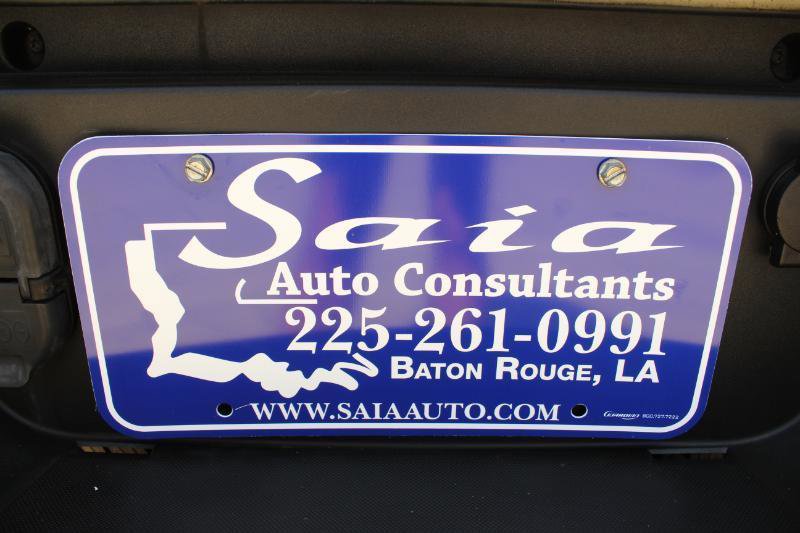 Saia
Auto Consultants
225-261-0991
BATON ROUGE, LA
WWW.SAIAAUTO.COM